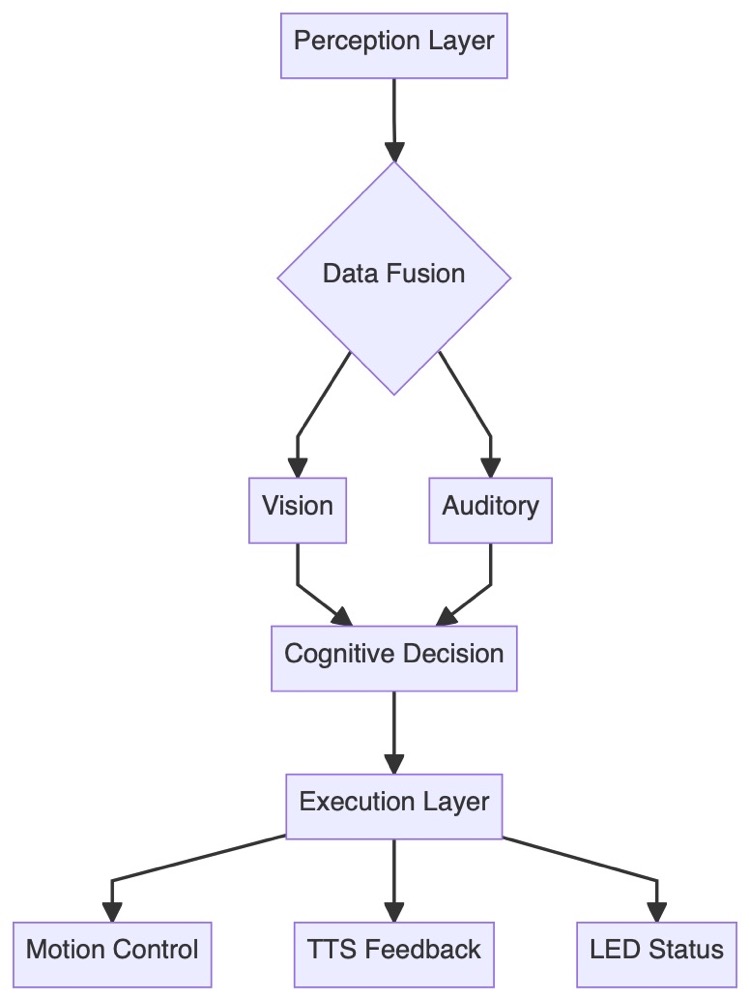 Perception Layer
Data Fusion
Vision
Auditory
Cognitive Decision
Execution Layer
Motion Control
TTS Feedback
LED Status